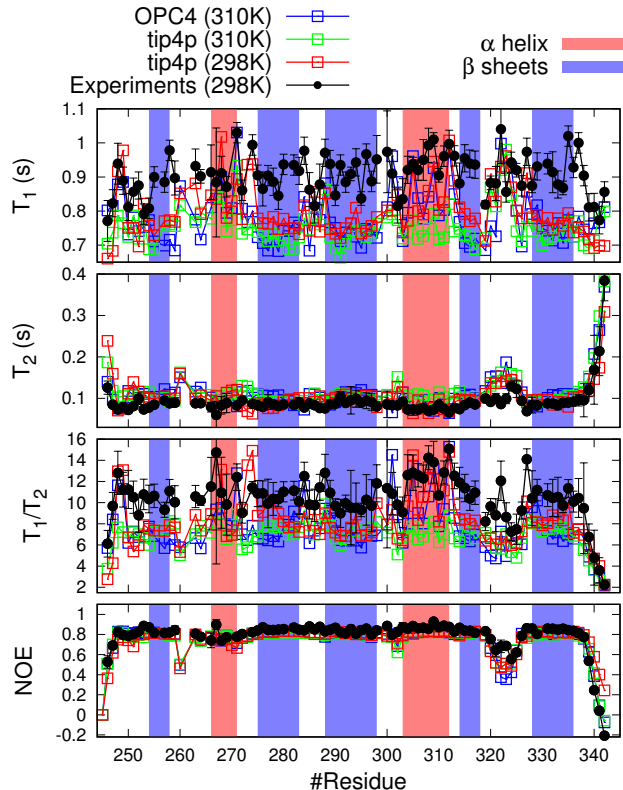 OPC4 (310K)
tip4p (310K)
tip4p (298K)
Experiments (298K)
α helix
β sheets
T1 (s)
1.1
1
0.9
0.8
0.7
T2 (s)
0.4
0.3
0.2
0.1
T1/T2
16
14
12
10
8
6
4
2
NOE
1
0.8
0.6
0.4
0.2
0
-0.2
250 260 270 280 290 300 310 320 330 340
#Residue